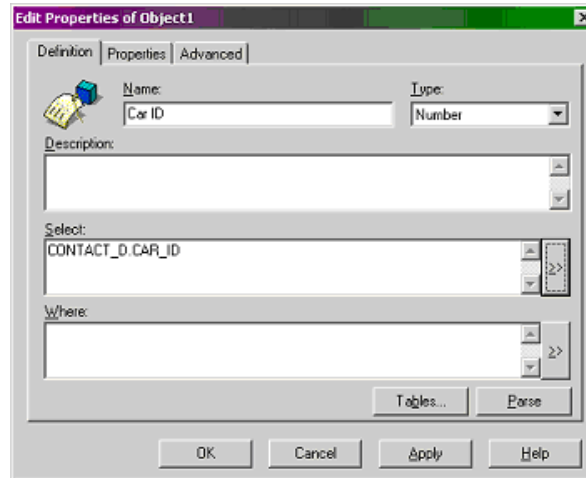 Edit Properties of Object1
Definition Properties Advanced
Name: Type:
Car ID Number
Description:
Select:
CONTACT_D.CAR_ID
>>
Where:
>>
Tables... Parse
OK Cancel Apply Help